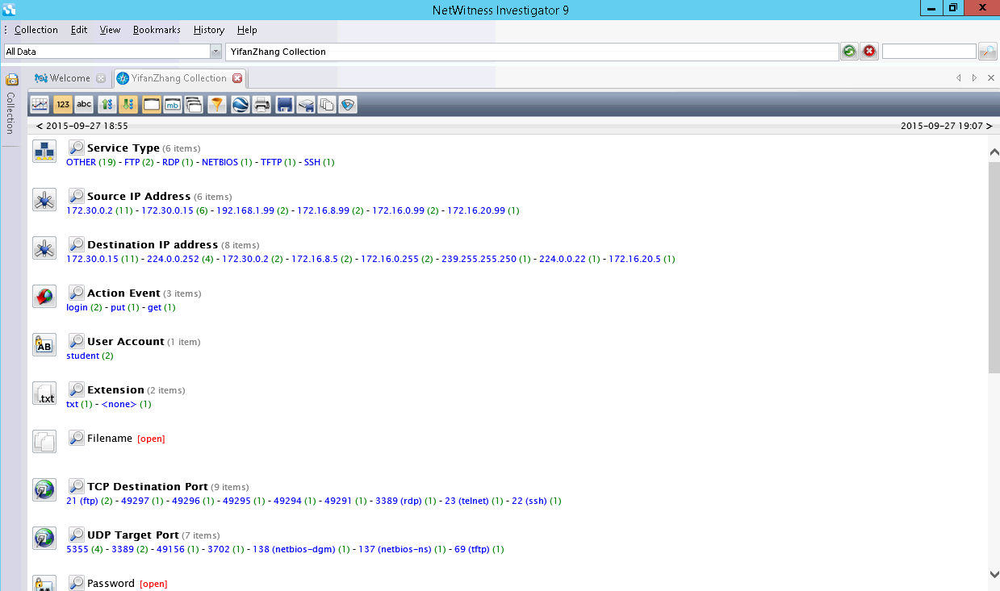 NetWitness Investigator 9
Collection Edit View Bookmarks History Help
All Data YifanZhang Collection
Welcome YifanZhang Collection
Collection
123 abc mb
< 2015-09-27 18:55 2015-09-27 19:07 >
Service Type (6 items)
OTHER (19) - FTP (2) - RDP (1) - NETBIOS (1) - TFTP (1) - SSH (1)
Source IP Address (6 items)
172.30.0.2 (11) - 172.30.0.15 (6) - 192.168.1.99 (2) - 172.16.8.99 (2) - 172.16.0.99 (2) - 172.16.20.99 (1)
Destination IP address (8 items)
172.30.0.15 (11) - 224.0.0.252 (4) - 172.30.0.2 (2) - 172.16.8.5 (2) - 172.16.0.255 (2) - 239.255.255.250 (1) - 224.0.0.22 (1) - 172.16.20.5 (1)
Action Event (3 items)
login (2) - put (1) - get (1)
AB
User Account (1 item)
student (2)
.txt
Extension (2 items)
txt (1) - <none> (1)
Filename [open]
TCP Destination Port (9 items)
21 (ftp) (2) - 49297 (1) - 49296 (1) - 49295 (1) - 49294 (1) - 49291 (1) - 3389 (rdp) (1) - 23 (telnet) (1) - 22 (ssh) (1)
UDP Target Port (7 items)
5355 (4) - 3389 (2) - 49156 (1) - 3702 (1) - 138 (netbios-dgm) (1) - 137 (netbios-ns) (1) - 69 (tftp) (1)
Password [open]